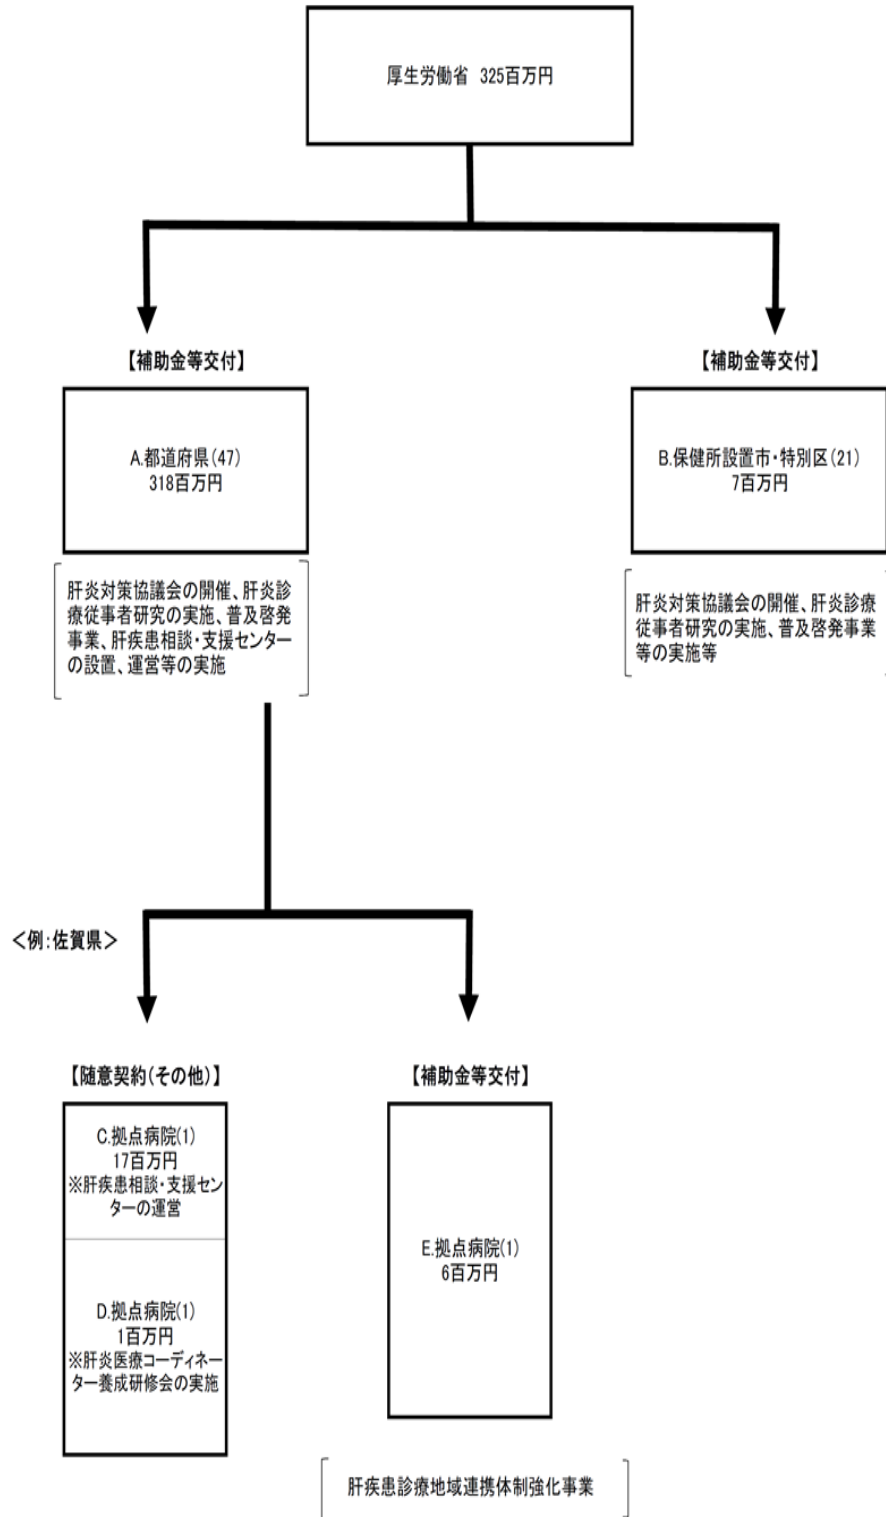 厚生労働省 325百万円
【補助金等交付】
A.都道府県(47)
318百万円
肝炎対策協議会の開催、肝炎診
療従事者研究の実施、普及啓発
事業、肝疾患相談・支援センター
の設置、運営等の実施
【補助金等交付】
B.保健所設置市・特別区(21)
7百万円
肝炎対策協議会の開催、肝炎診療
従事者研究の実施、普及啓発事業
等の実施等
<例:佐賀県>
【随意契約(その他)】
C.拠点病院(1)
17百万円
※肝疾患相談・支援セン
ターの運営
D.拠点病院(1)
1百万円
※肝炎医療コーディネー
ター養成研修会の実施
【補助金等交付】
E.拠点病院(1)
6百万円
肝疾患診療地域連携体制強化事業